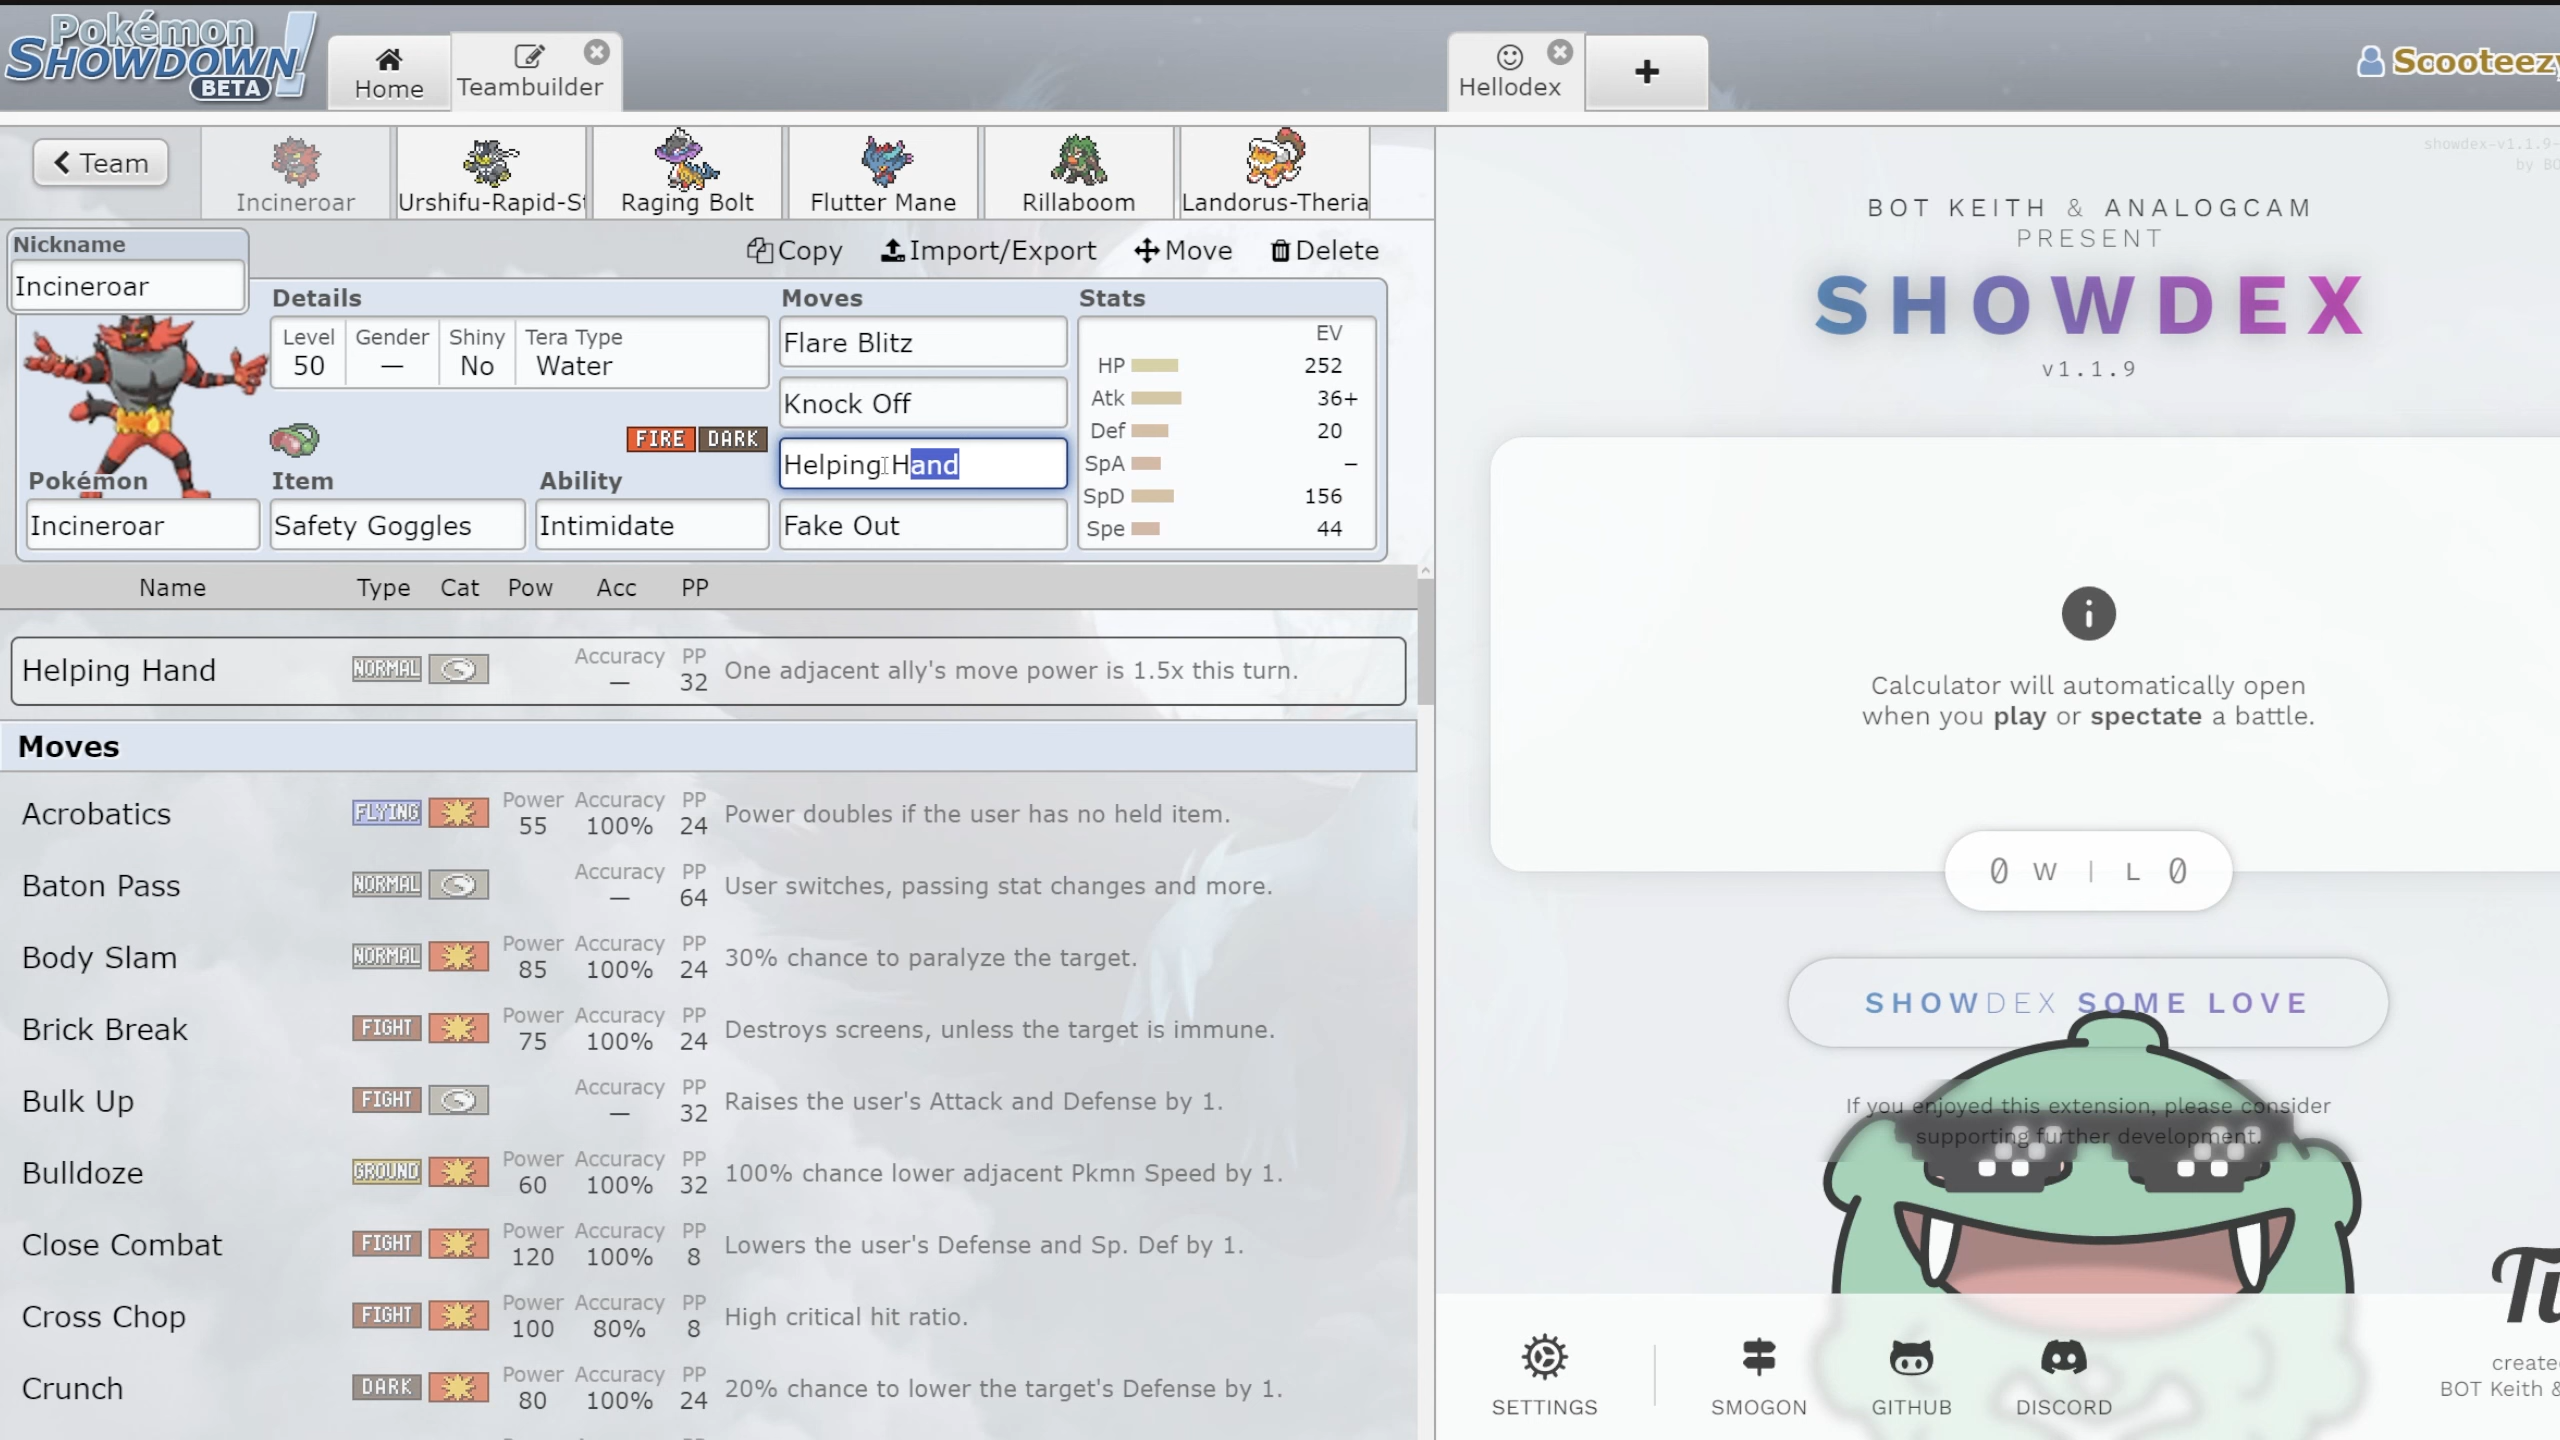 Pokémon
SHOWDOWN!
BETA
Home
Teambuilder
Hellodex
+
Scooteezy
Team
Incineroar
Urshifu-Rapid-St
Raging Bolt
Flutter Mane
Rillaboom
Landorus-Theria
Nickname
Incineroar
Copy
Import/Export
Move
Delete
Details
Level
50
Gender
—
Shiny
No
Tera Type
Water
FIRE DARK
Pokémon
Incineroar
Item
Safety Goggles
Ability
Intimidate
Moves
Flare Blitz
Knock Off
Helping Hand
Fake Out
Stats
EV
HP 252
Atk 36+
Def 20
SpA –
SpD 156
Spe 44
Name Type Cat Pow Acc PP
Helping Hand NORMAL Accuracy — PP 32 One adjacent ally's move power is 1.5x this turn.
Moves
Acrobatics FLYING Power 55 Accuracy 100% PP 24 Power doubles if the user has no held item.
Baton Pass NORMAL Accuracy — PP 64 User switches, passing stat changes and more.
Body Slam NORMAL Power 85 Accuracy 100% PP 24 30% chance to paralyze the target.
Brick Break FIGHT Power 75 Accuracy 100% PP 24 Destroys screens, unless the target is immune.
Bulk Up FIGHT Accuracy — PP 32 Raises the user's Attack and Defense by 1.
Bulldoze GROUND Power 60 Accuracy 100% PP 32 100% chance lower adjacent Pkmn Speed by 1.
Close Combat FIGHT Power 120 Accuracy 100% PP 8 Lowers the user's Defense and Sp. Def by 1.
Cross Chop FIGHT Power 100 Accuracy 80% PP 8 High critical hit ratio.
Crunch DARK Power 80 Accuracy 100% PP 24 20% chance to lower the target's Defense by 1.
Power Accuracy PP
showdex-v1.1.9-
by BO
BOT KEITH & ANALOGCAM
PRESENT
SHOWDEX
v1.1.9
Calculator will automatically open
when you play or spectate a battle.
0 W | L 0
SHOWDEX SOME LOVE
If you enjoyed this extension, please consider
supporting further development.
SETTINGS
SMOGON
GITHUB
DISCORD
create
BOT Keith &